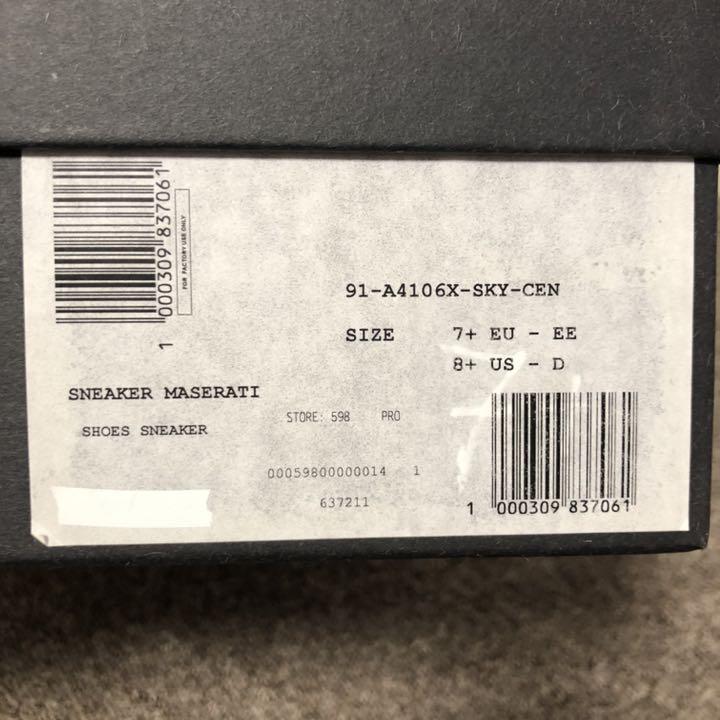 1 000309 837061
FOR FACTORY USE ONLY
91-A4106X-SKY-CEN
SIZE 7+ EU - EE
8+ US - D
SNEAKER MASERATI
SHOES SNEAKER
STORE: 598 PRO
00059800000014 1
637211
1 000309 837061